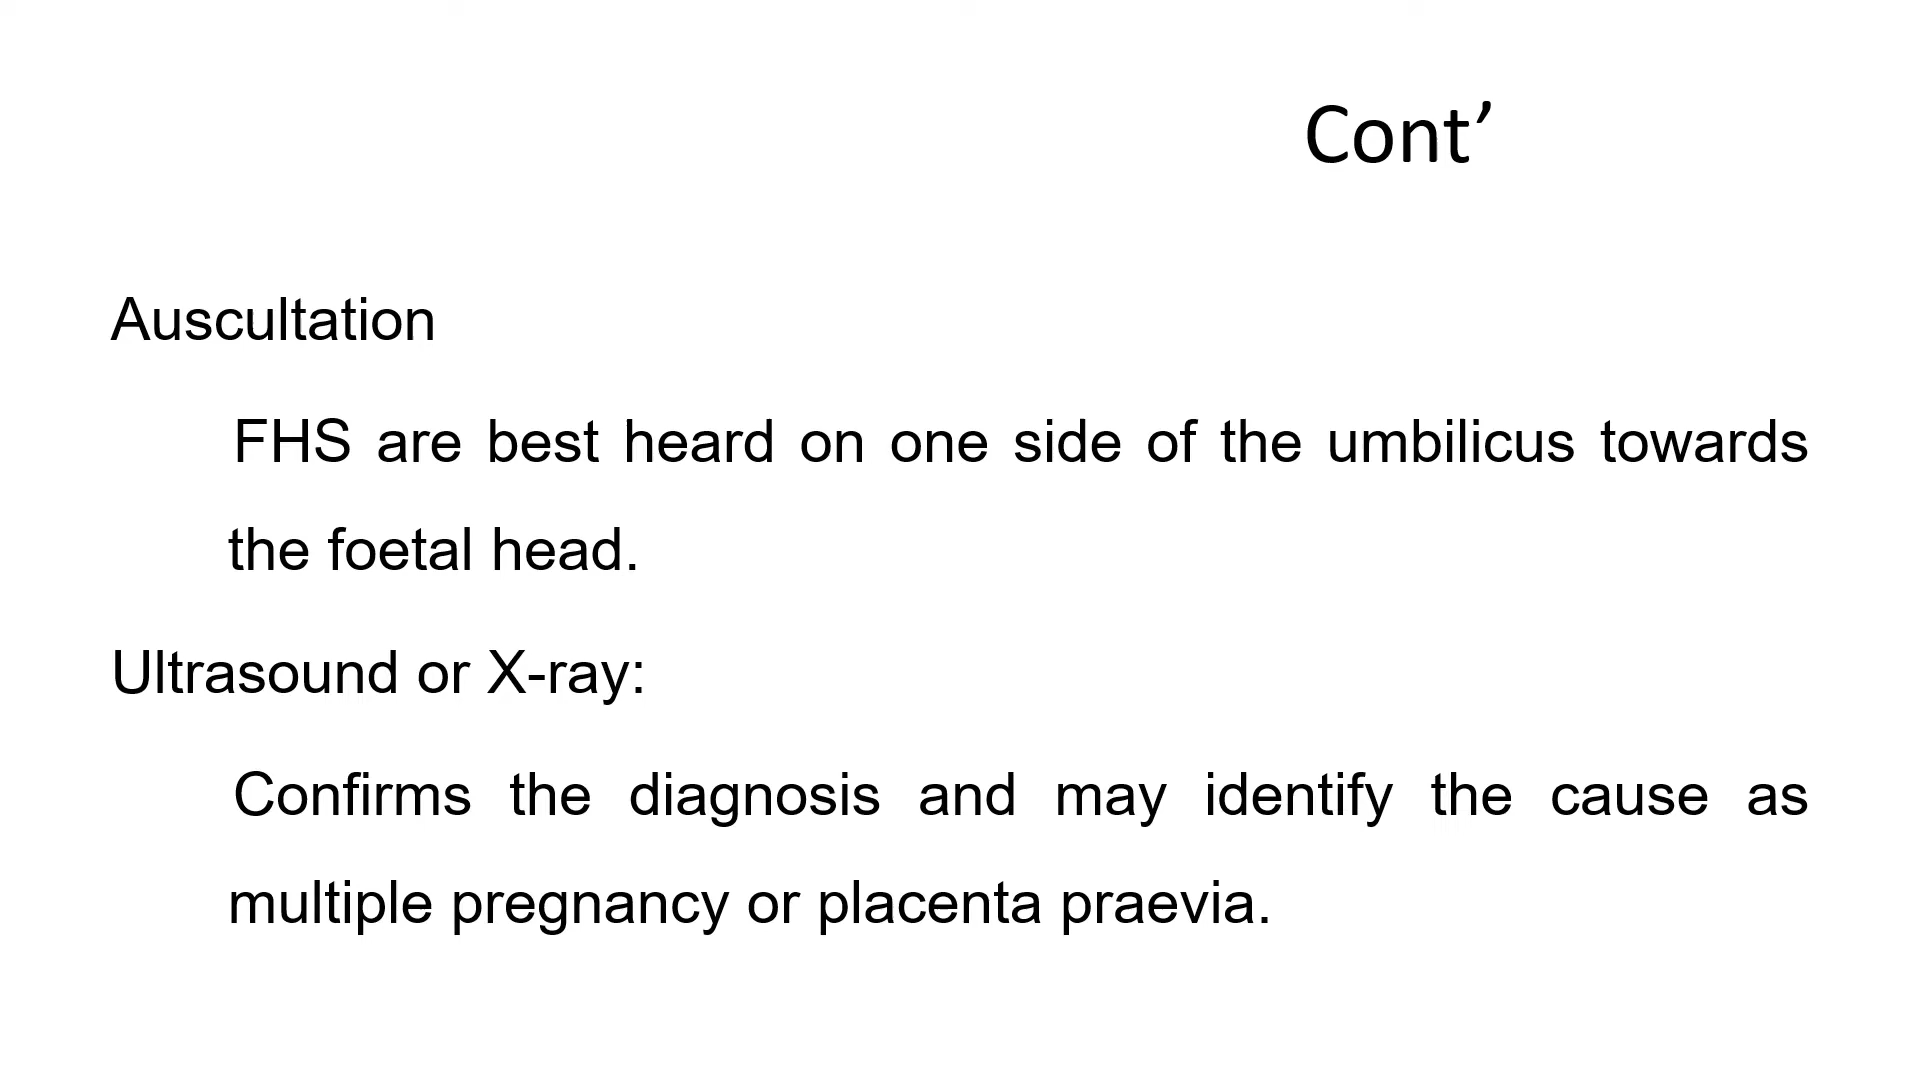 Cont’
Auscultation
FHS are best heard on one side of the umbilicus towards
the foetal head.
Ultrasound or X-ray:
Confirms the diagnosis and may identify the cause as
multiple pregnancy or placenta praevia.